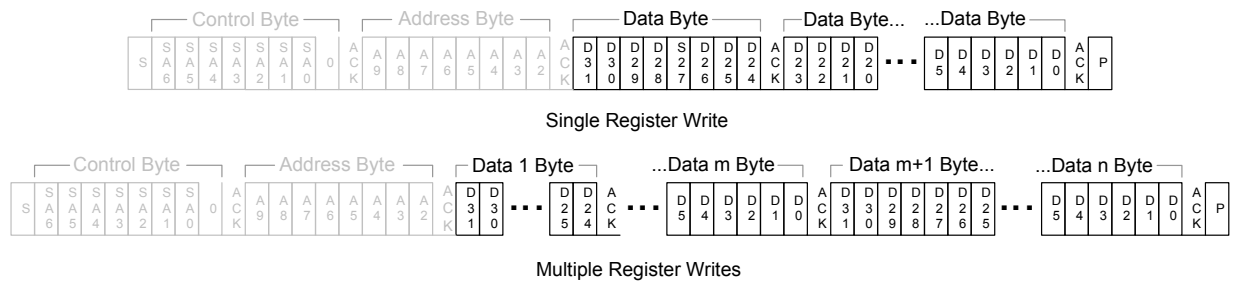 Control Byte Address Byte Data Byte Data Byte... ...Data Byte
S SA6 SA5 SA4 SA3 SA2 SA1 SA0 0 ACK A9 A8 A7 A6 A5 A4 A3 A2 ACK D31 D30 D29 D28 S27 D26 D25 D24 ACK D23 D22 D21 D20 ... D5 D4 D3 D2 D1 D0 ACK P
Single Register Write
Control Byte Address Byte Data 1 Byte ...Data m Byte Data m+1 Byte... ...Data n Byte
S SA6 SA5 SA4 SA3 SA2 SA1 SA0 0 ACK A9 A8 A7 A6 A5 A4 A3 A2 ACK D31 D30 ... D25 D24 ACK ... D5 D4 D3 D2 D1 D0 ACK D31 D30 D29 D28 D27 D26 D25 ... D5 D4 D3 D2 D1 D0 ACK P
Multiple Register Writes